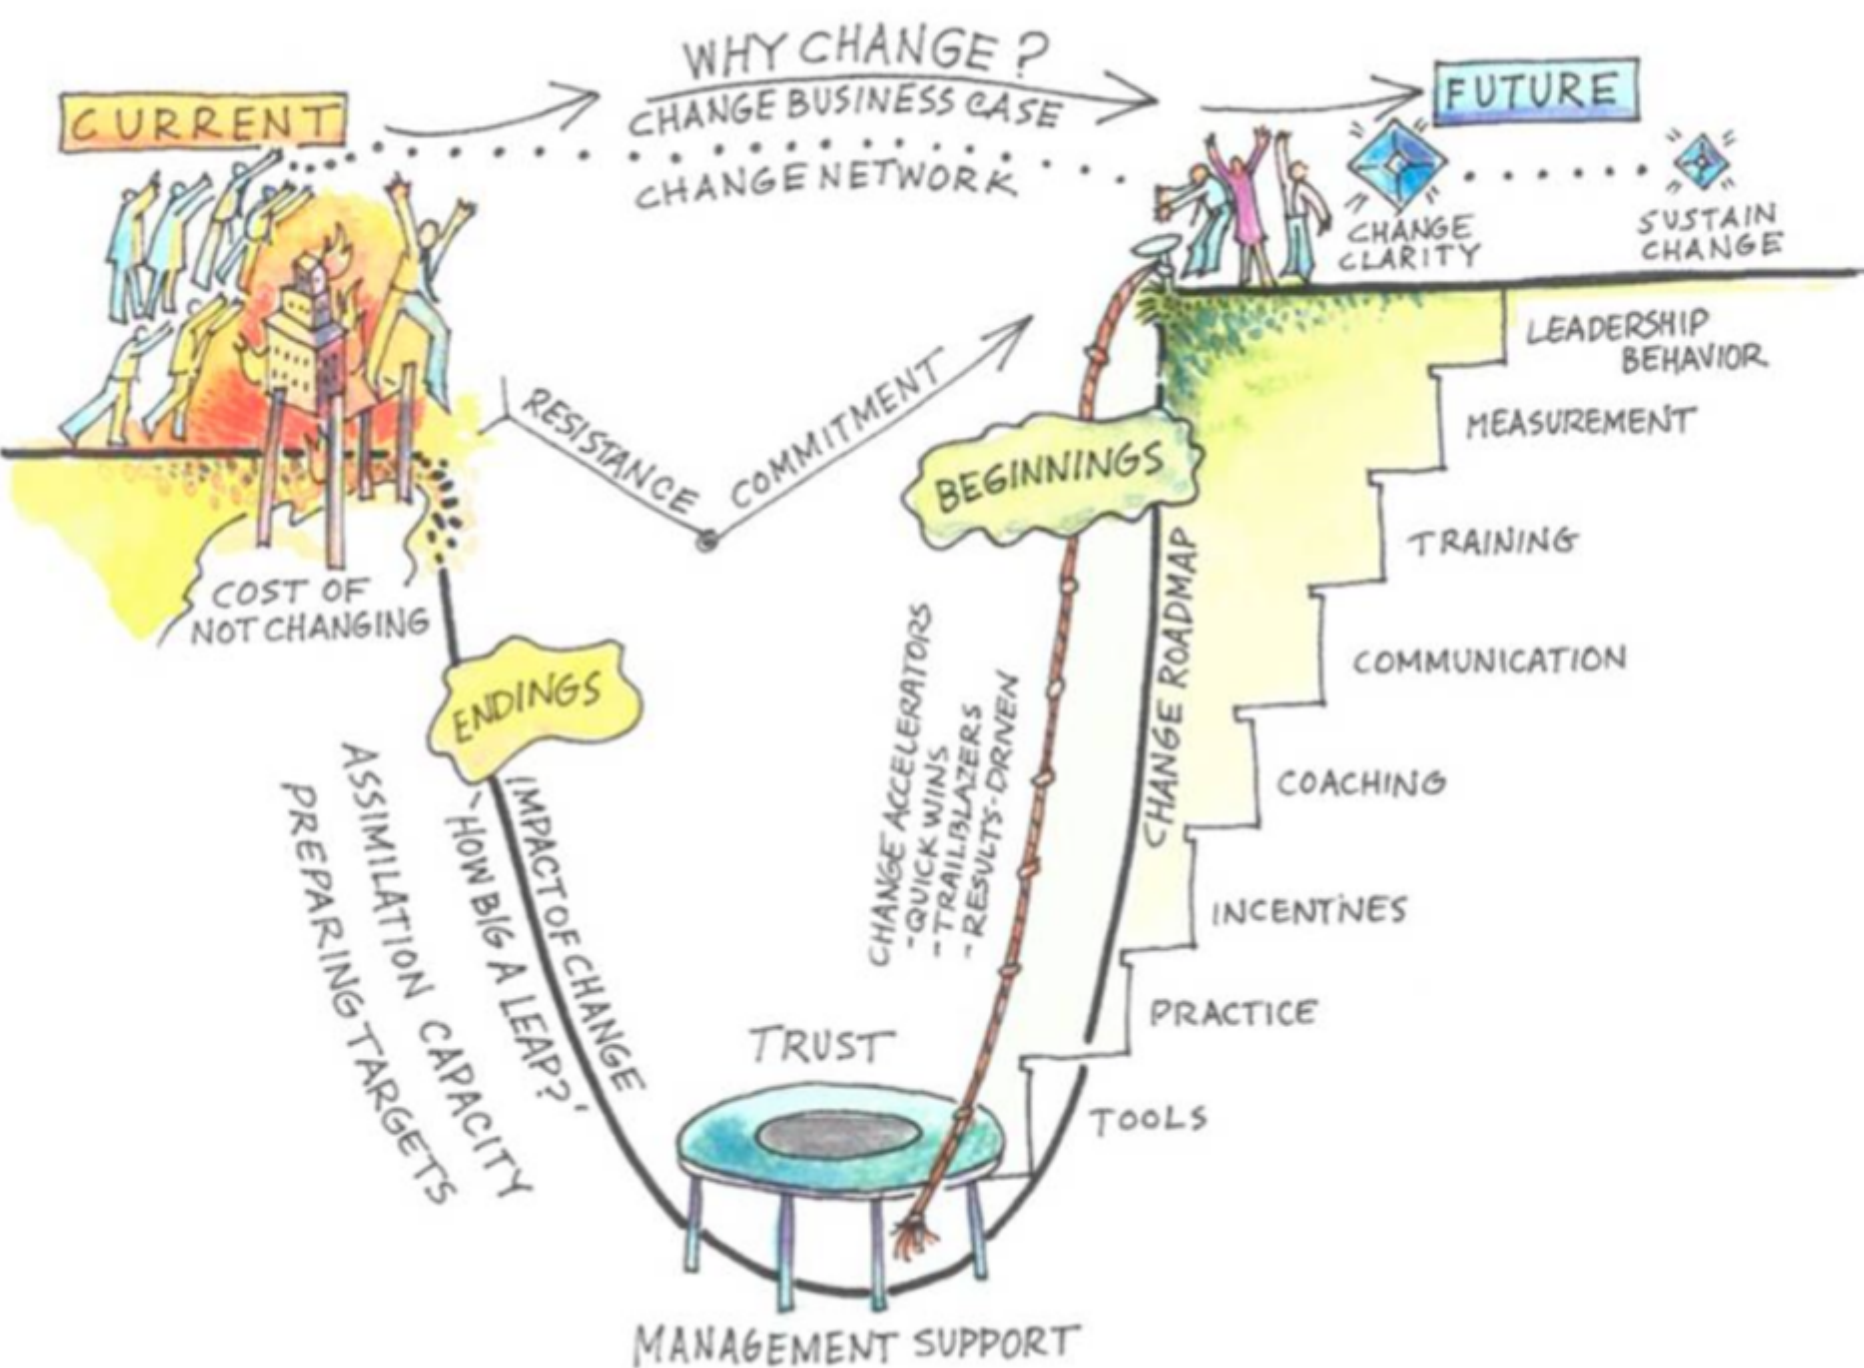 WHY CHANGE?
CURRENT
CHANGE BUSINESS CASE
FUTURE
CHANGE NETWORK
CHANGE
CLARITY
SUSTAIN
CHANGE
RESISTANCE
COMMITMENT
BEGINNINGS
COST OF
NOT CHANGING
ENDINGS
IMPACT OF CHANGE
'HOW BIG A LEAP?'
ASSIMILATION CAPACITY
PREPARING TARGETS
CHANGE ACCELERATORS
-QUICK WINS
-TRAILBLAZERS
-RESULTS-DRIVEN
CHANGE ROADMAP
LEADERSHIP
BEHAVIOR
MEASUREMENT
TRAINING
COMMUNICATION
COACHING
INCENTIVES
PRACTICE
TOOLS
TRUST
MANAGEMENT SUPPORT